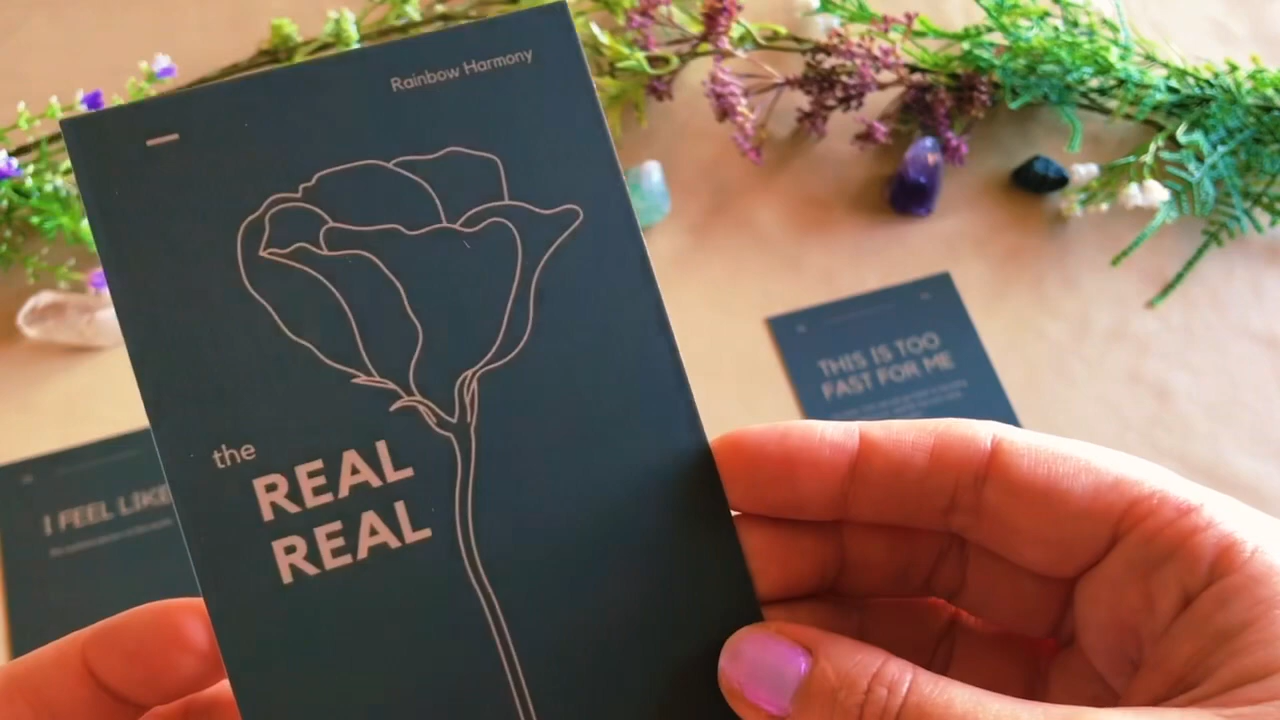 Rainbow Harmony
the
REAL
REAL
THIS IS TOO
FAST FOR ME
I FEEL LIKE